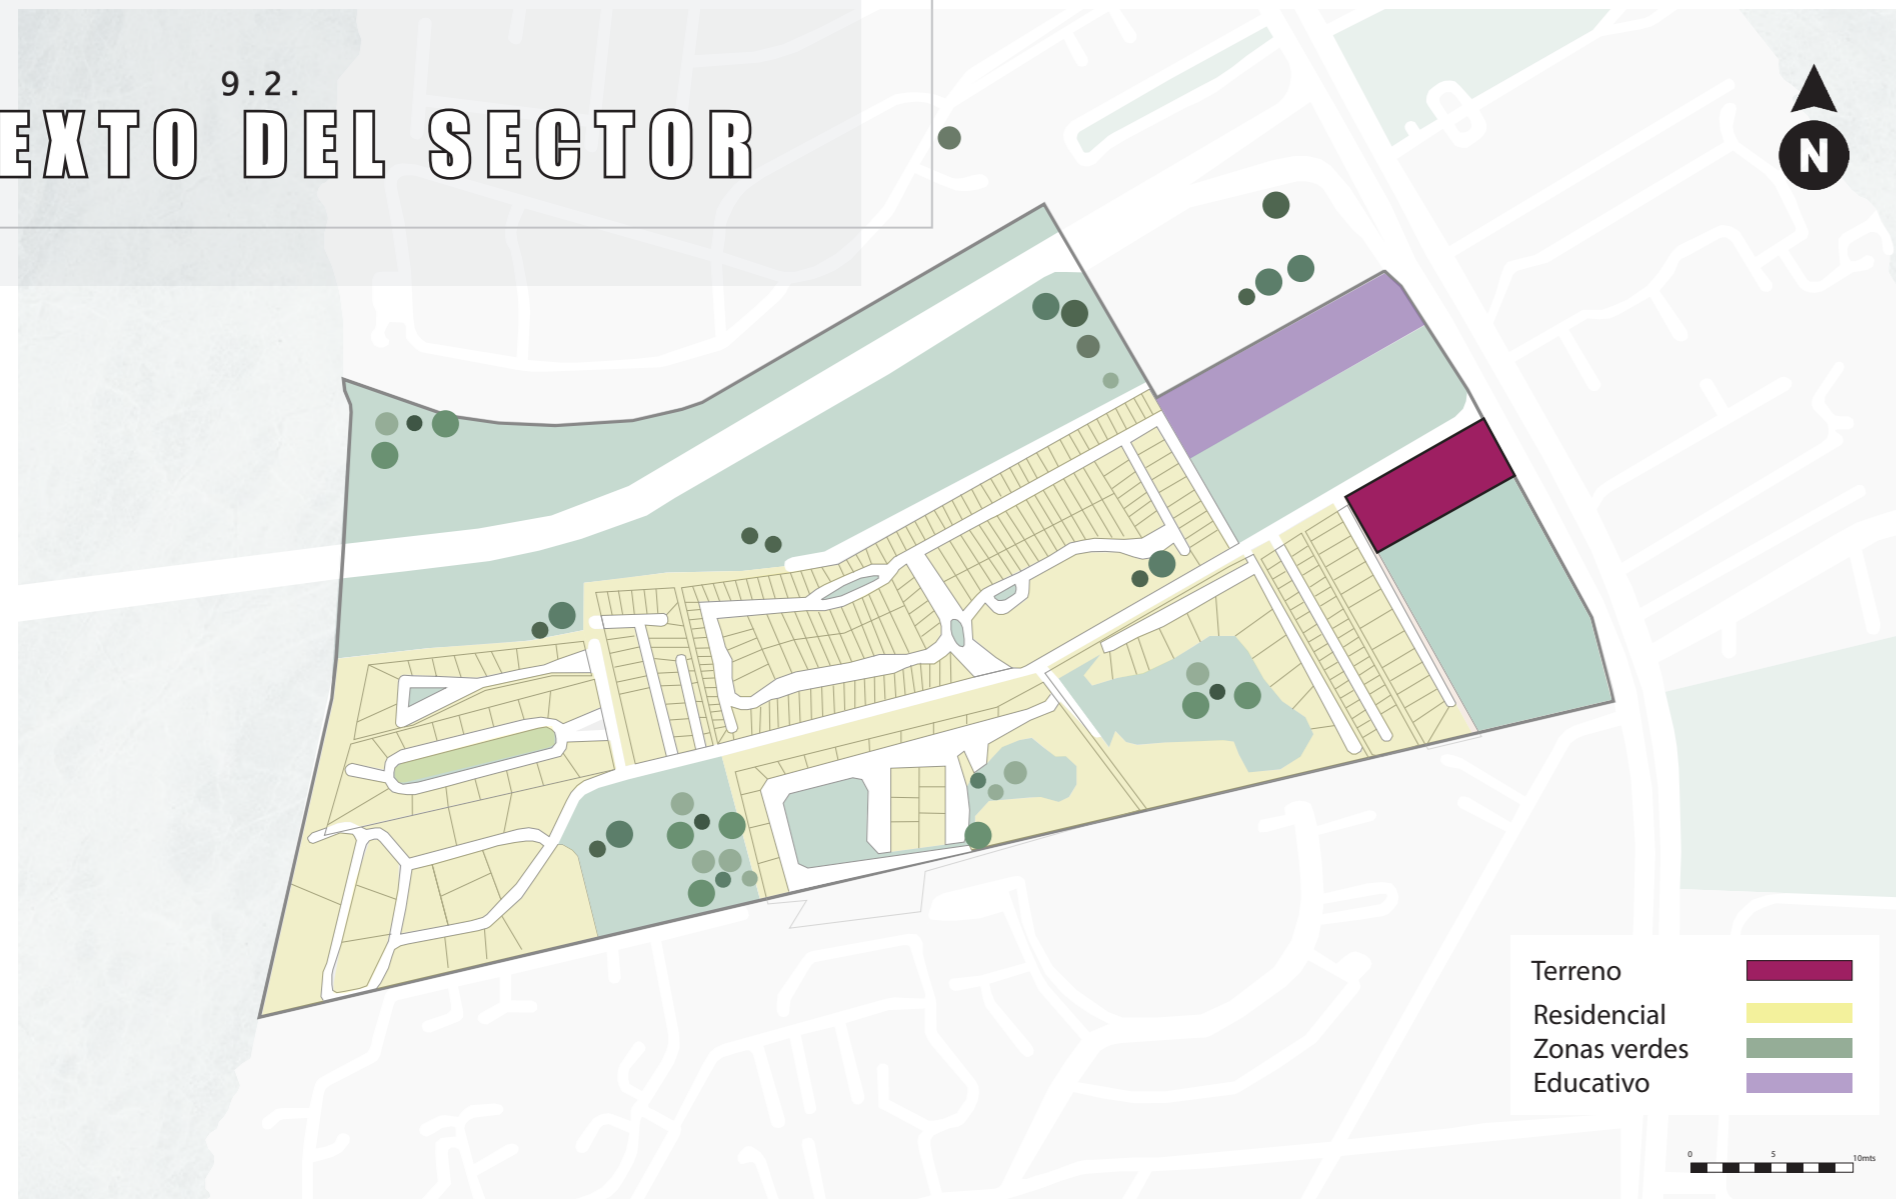 9.2.
EXTO DEL SECTOR
N
Terreno
Residencial
Zonas verdes
Educativo
0 5 10mts